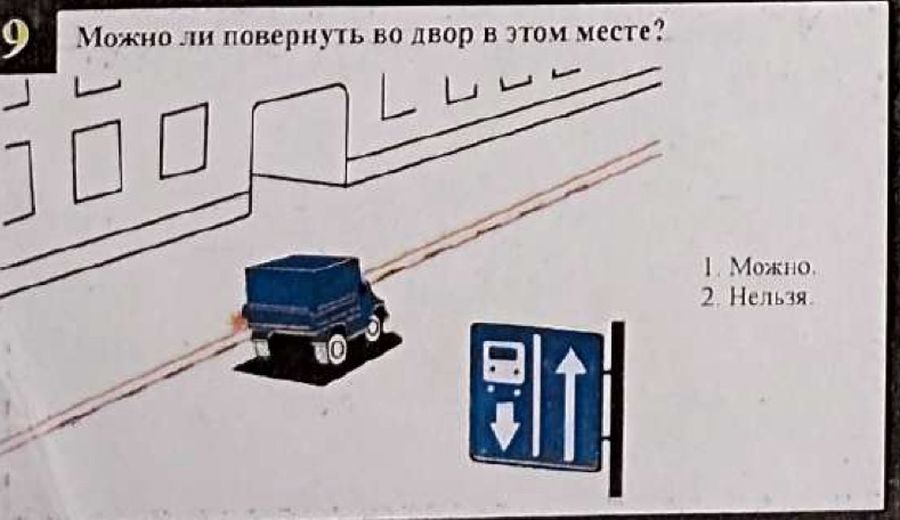 9
Можно ли повернуть во двор в этом месте?
1. Можно.
2. Нельзя.